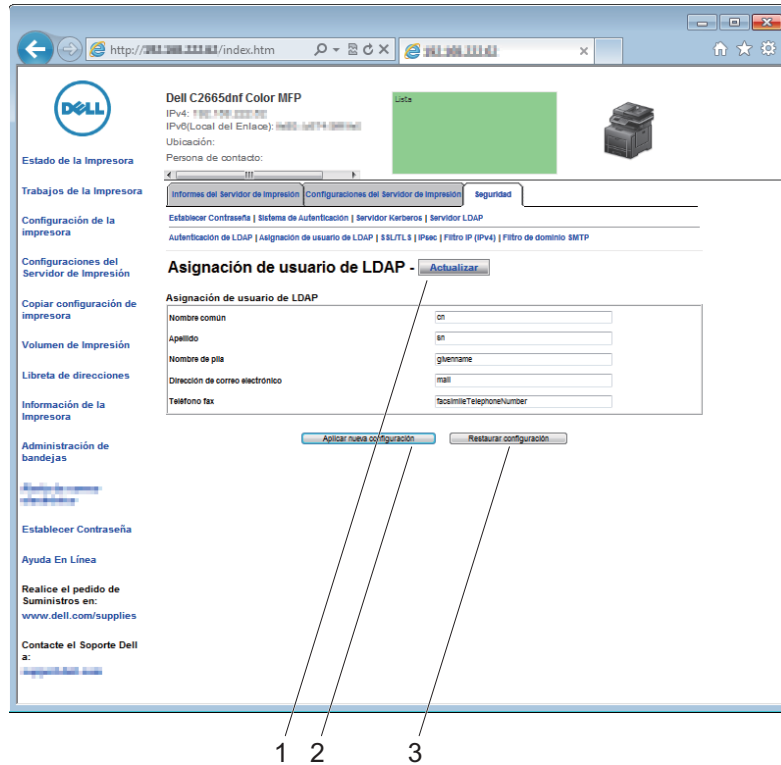 http://
/index.htm
DELL
Dell C2665dnf Color MFP
IPv4:
IPv6(Local del Enlace):
Ubicación:
Persona de contacto:
Lista
Estado de la Impresora
Trabajos de la Impresora
Configuración de la
impresora
Configuraciones del
Servidor de Impresión
Copiar configuración de
impresora
Volumen de Impresión
Libreta de direcciones
Información de la
Impresora
Administración de
bandejas
Establecer Contraseña
Ayuda En Línea
Realice el pedido de
Suministros en:
www.dell.com/supplies
Contacte el Soporte Dell
a:
Informes del Servidor de Impresión Configuraciones del Servidor de Impresión Seguridad
Establecer Contraseña | Sistema de Autenticación | Servidor Kerberos | Servidor LDAP
Autenticación de LDAP | Asignación de usuario de LDAP | SSL/TLS | IPsec | Filtro IP (IPv4) | Filtro de dominio SMTP
Asignación de usuario de LDAP - Actualizar
Asignación de usuario de LDAP
Nombre común cn
Apellido sn
Nombre de pila givenname
Dirección de correo electrónico mail
Teléfono fax facsimileTelephoneNumber
Aplicar nueva configuración Restaurar configuración
1 2 3